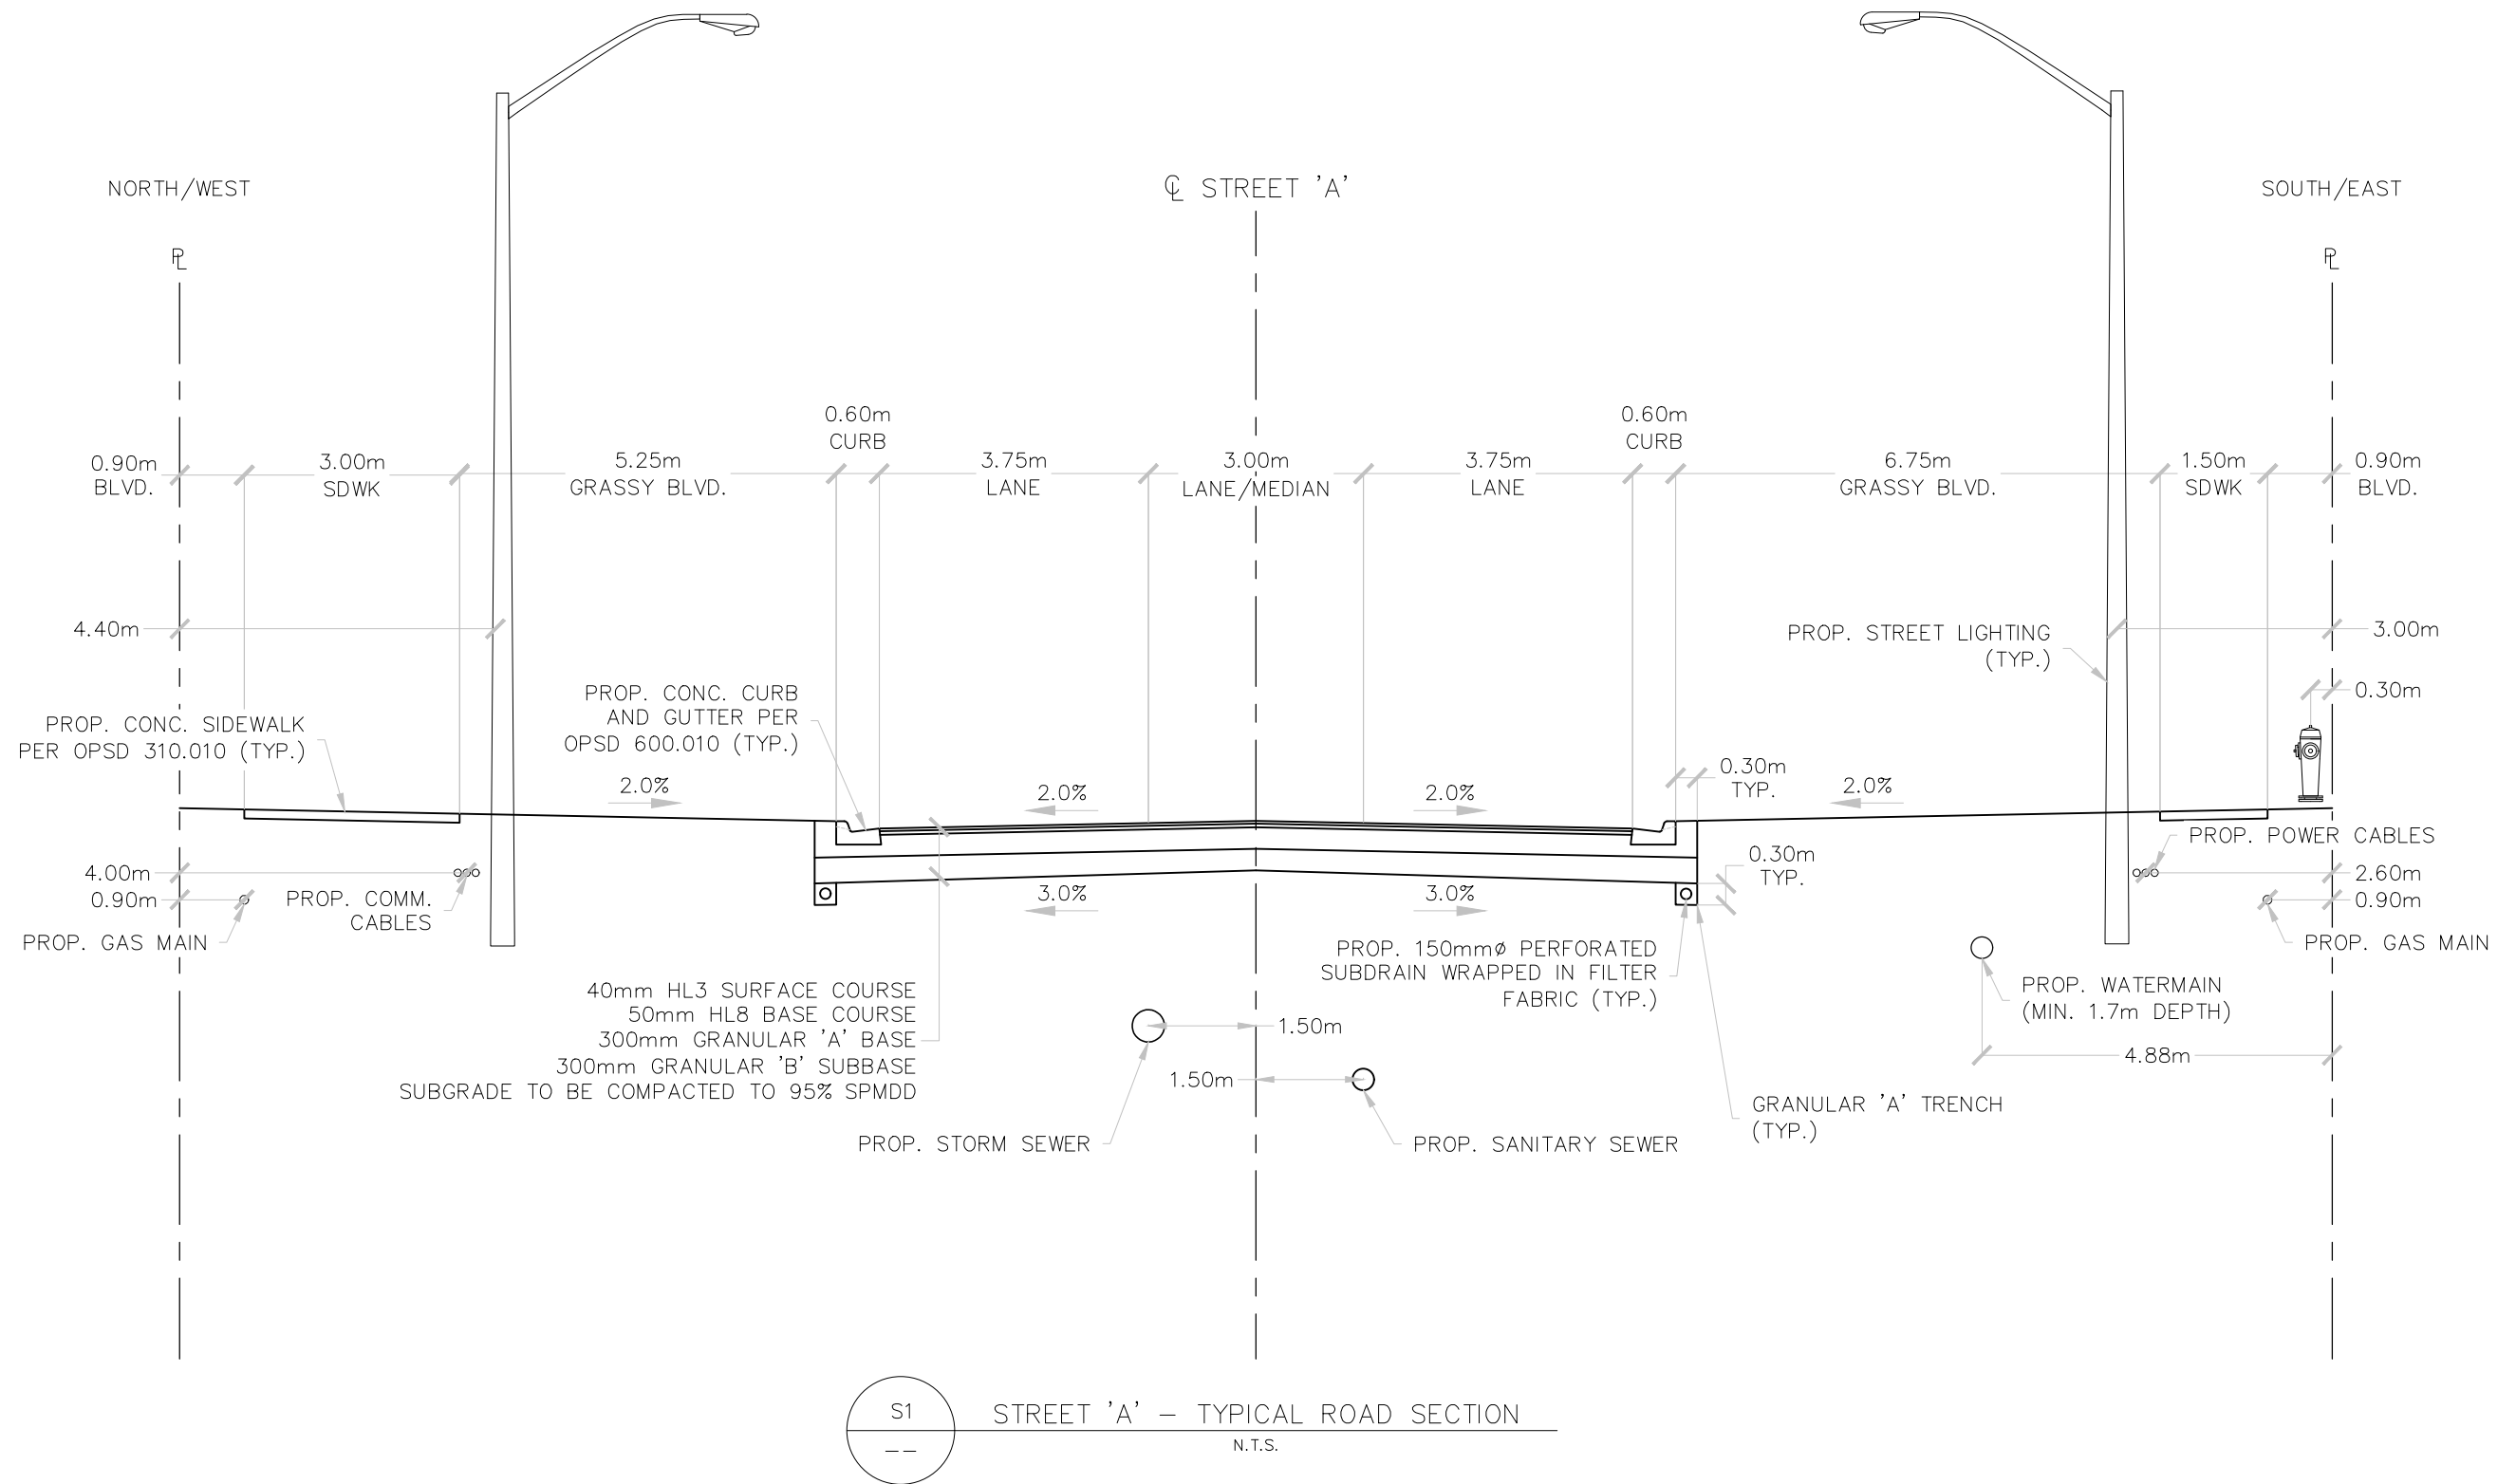 NORTH/WEST
℄ STREET 'A'
SOUTH/EAST
PL
PL
0.90m
BLVD.
3.00m
SDWK
5.25m
GRASSY BLVD.
0.60m
CURB
3.75m
LANE
3.00m
LANE/MEDIAN
3.75m
LANE
0.60m
CURB
6.75m
GRASSY BLVD.
1.50m
SDWK
0.90m
BLVD.
4.40m
PROP. STREET LIGHTING
(TYP.)
3.00m
0.30m
PROP. CONC. SIDEWALK
PER OPSD 310.010 (TYP.)
PROP. CONC. CURB
AND GUTTER PER
OPSD 600.010 (TYP.)
2.0%
2.0%
2.0%
0.30m
TYP.
2.0%
PROP. POWER CABLES
4.00m
0.90m
PROP. COMM.
CABLES
PROP. GAS MAIN
3.0%
3.0%
0.30m
TYP.
2.60m
0.90m
PROP. GAS MAIN
40mm HL3 SURFACE COURSE
50mm HL8 BASE COURSE
300mm GRANULAR 'A' BASE
300mm GRANULAR 'B' SUBBASE
SUBGRADE TO BE COMPACTED TO 95% SPMDD
PROP. 150mmø PERFORATED
SUBDRAIN WRAPPED IN FILTER
FABRIC (TYP.)
PROP. WATERMAIN
(MIN. 1.7m DEPTH)
1.50m
1.50m
4.88m
PROP. STORM SEWER
PROP. SANITARY SEWER
GRANULAR 'A' TRENCH
(TYP.)
S1
--
STREET 'A' – TYPICAL ROAD SECTION
N.T.S.